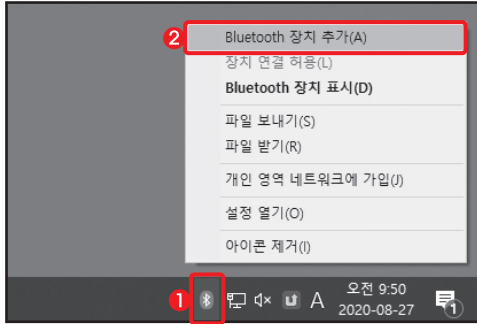 2
Bluetooth 장치 추가(A)
장치 연결 허용(L)
Bluetooth 장치 표시(D)
파일 보내기(S)
파일 받기(R)
개인 영역 네트워크에 가입(J)
설정 열기(O)
아이콘 제거(I)
1
A
오전 9:50
2020-08-27
1